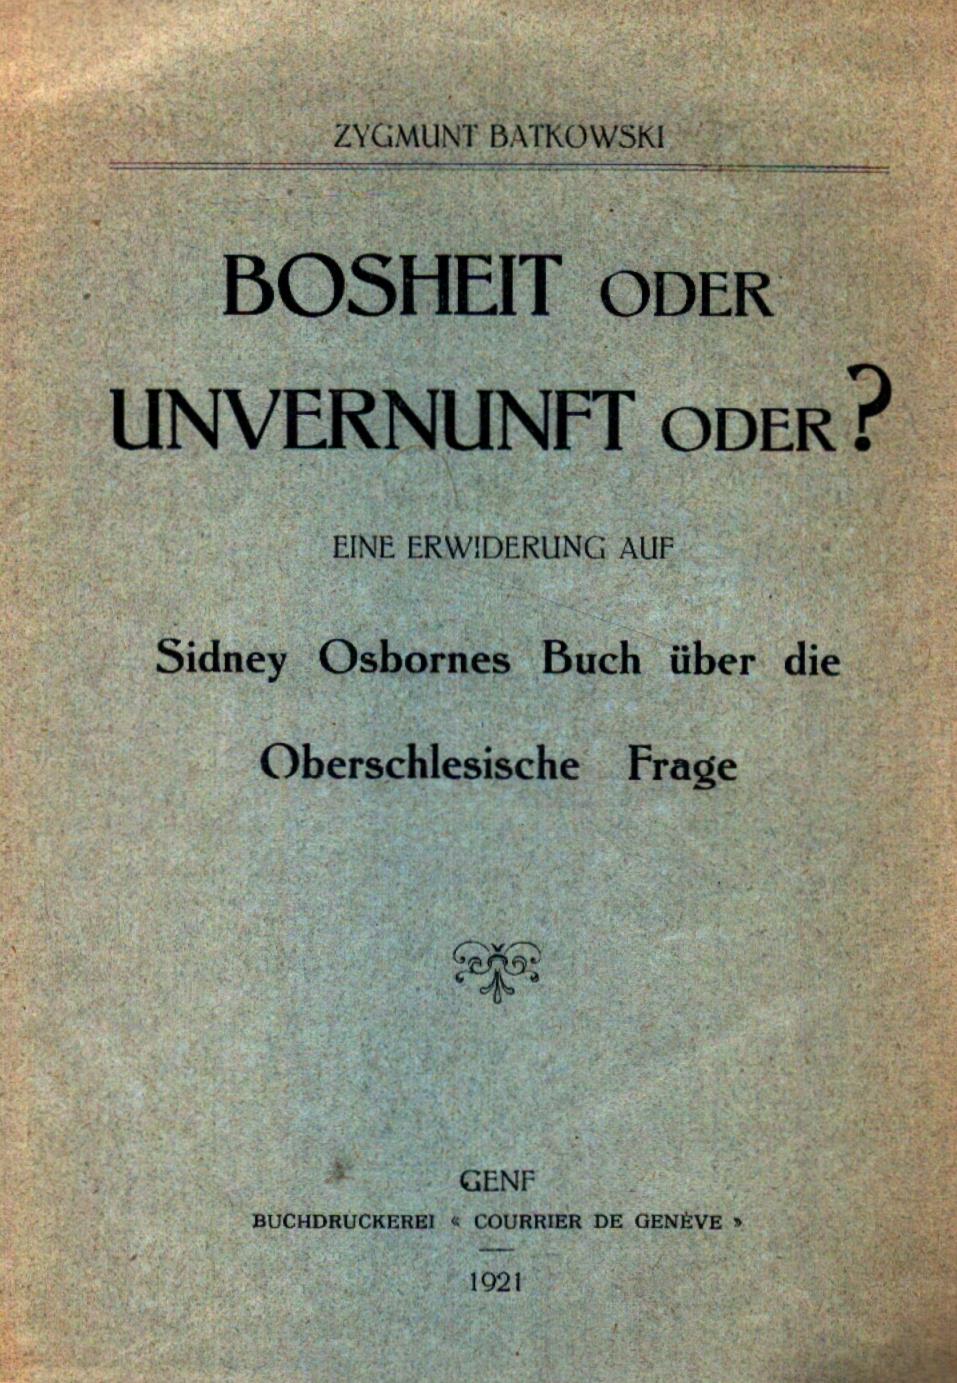 ZYGMUNT BATKOWSKI
BOSHEIT ODER
UNVERNUNFT ODER?
EINE ERWIDERUNG AUF
Sidney Osbornes Buch über die
Oberschlesische Frage
GENF
BUCHDRUCKEREI « COURRIER DE GENÈVE »
1921